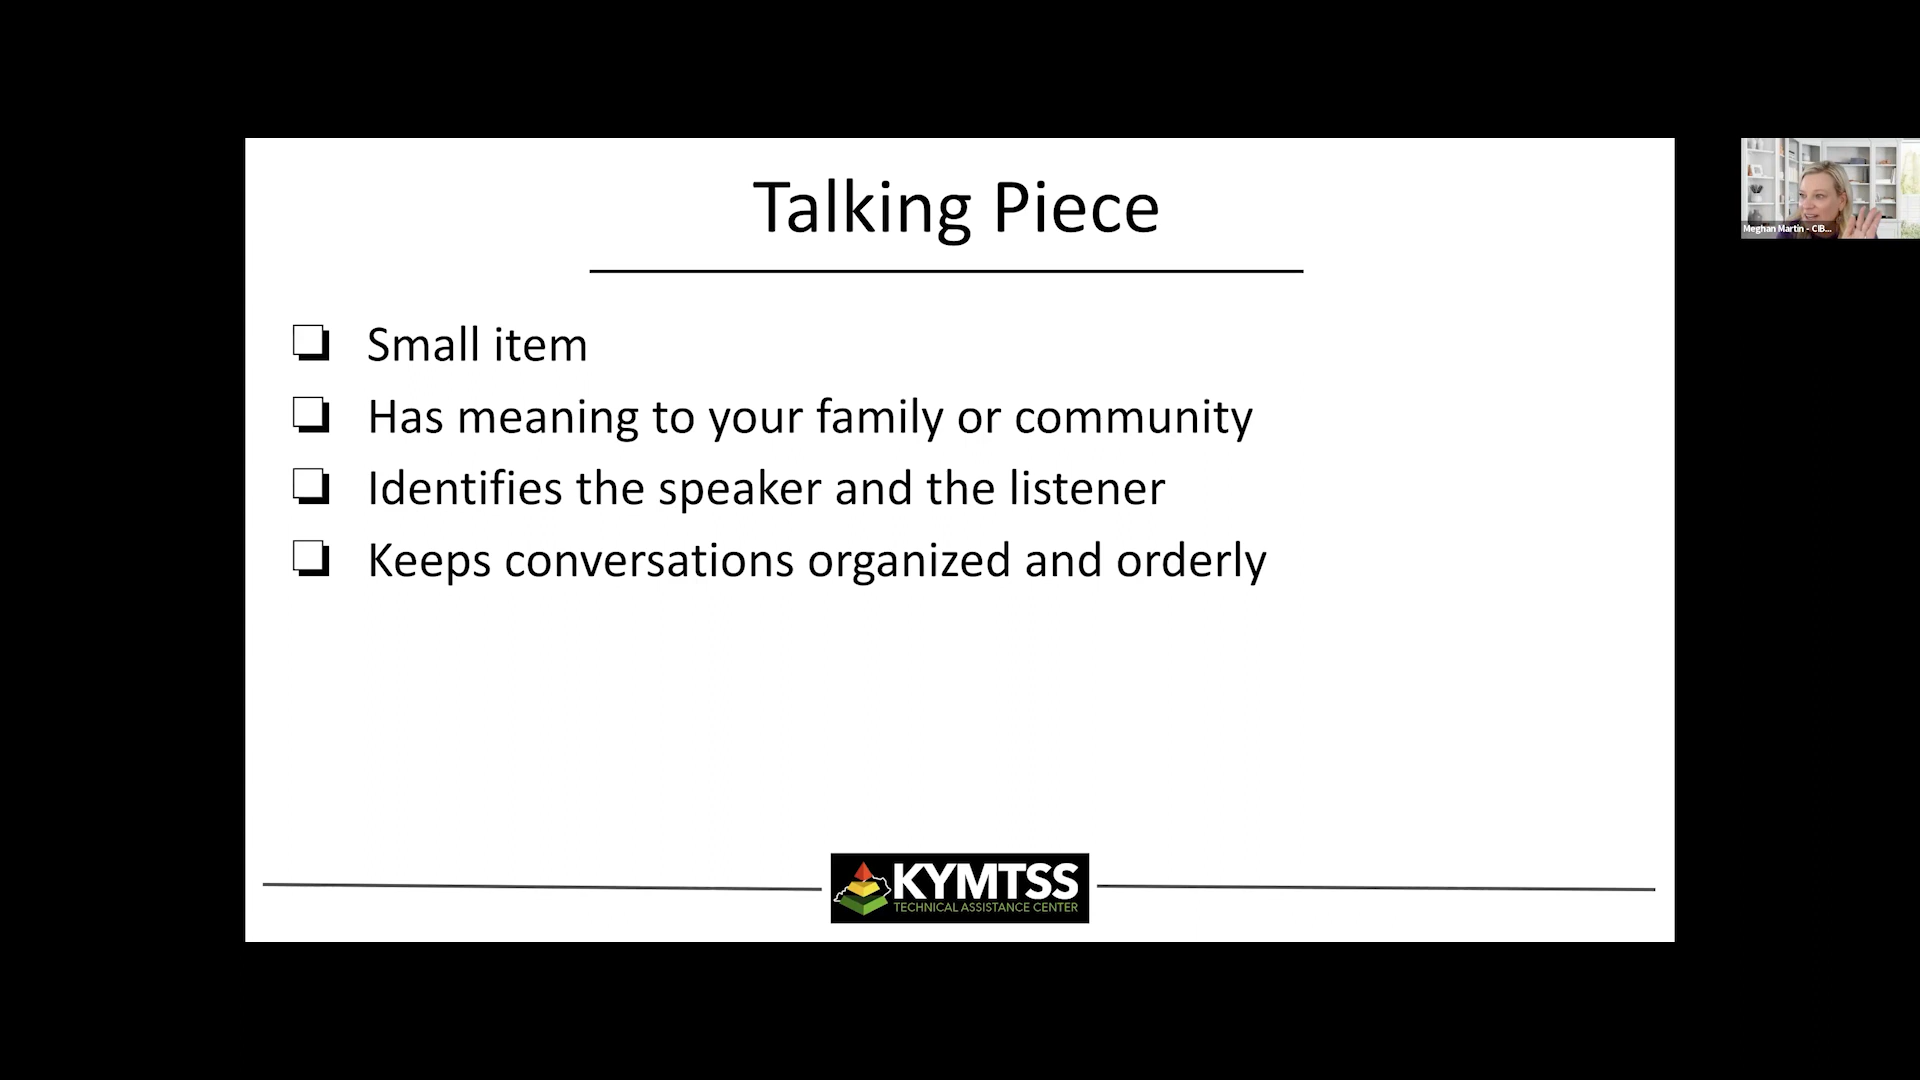 Talking Piece
Meghan Martin - CIB...
Small item
Has meaning to your family or community
Identifies the speaker and the listener
Keeps conversations organized and orderly
KYMTSS
TECHNICAL ASSISTANCE CENTER